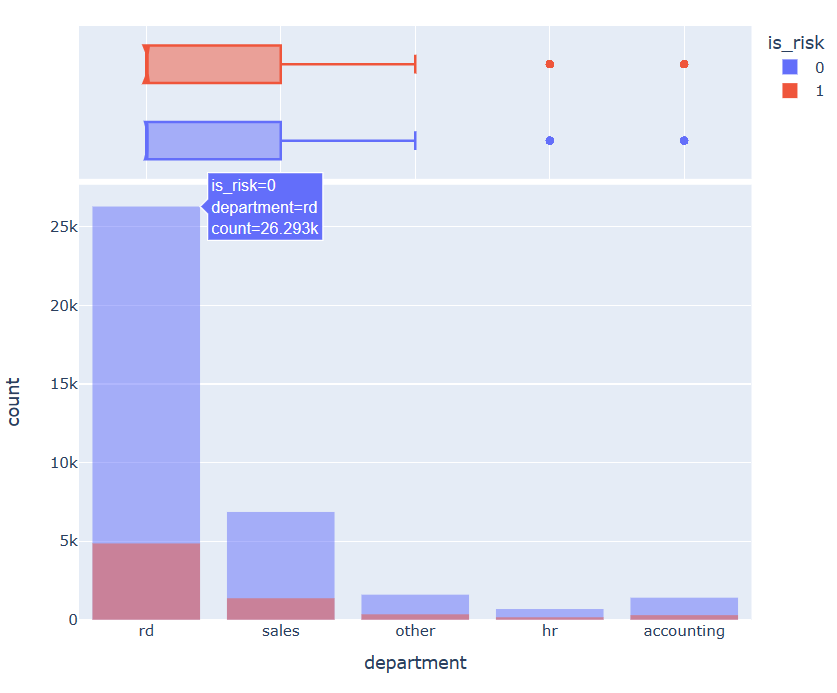 is_risk
0
1
is_risk=0
department=rd
count=26.293k
25k
20k
15k
10k
5k
0
count
rd sales other hr accounting
department